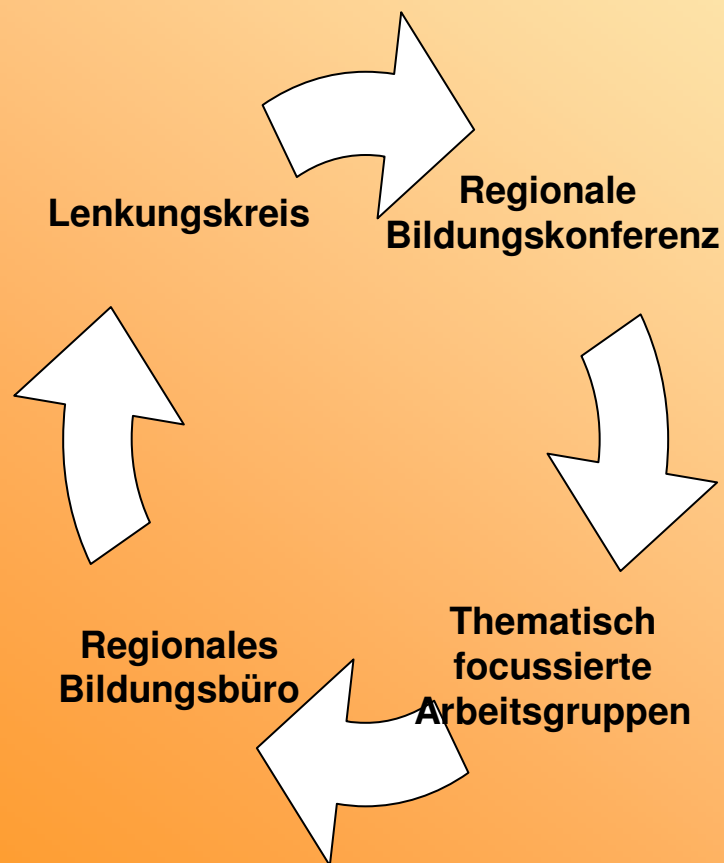 Lenkungskreis
Regionale
Bildungskonferenz
Thematisch
focussierte
Arbeitsgruppen
Regionales
Bildungsbüro